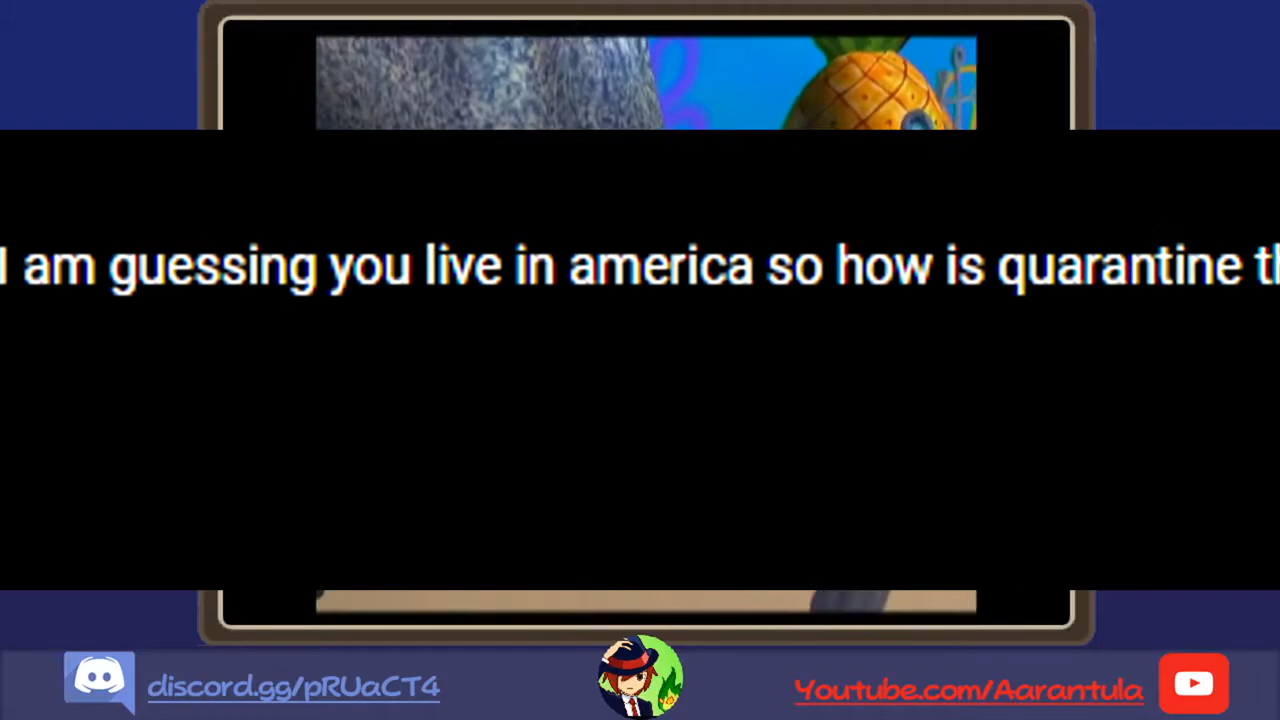 I am guessing you live in america so how is quarantine
discord.gg/pRUaCT4
Youtube.com/Aarantula